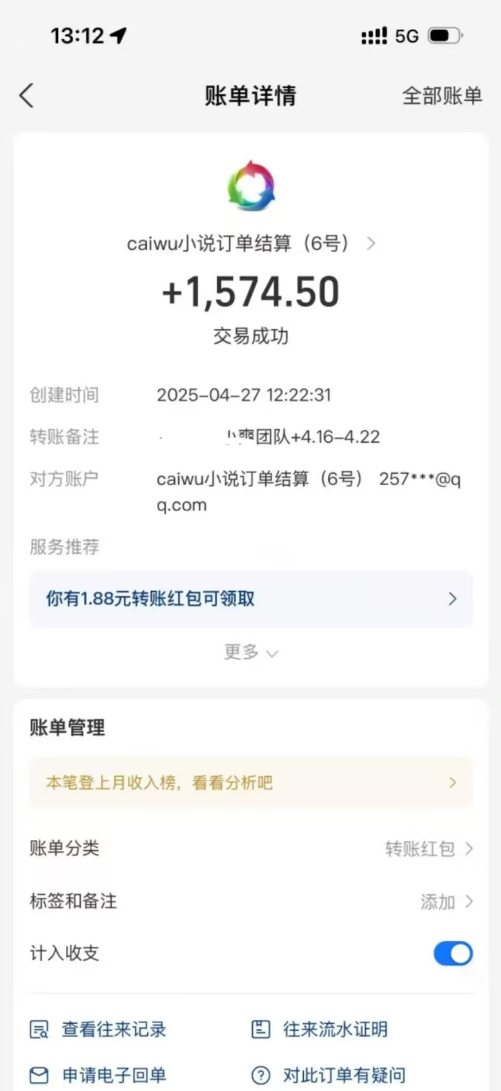 13:12
5G
账单详情
全部账单
caiwu小说订单结算（6号）
+1,574.50
交易成功
创建时间 2025-04-27 12:22:31
转账备注 团队+4.16-4.22
对方账户 caiwu小说订单结算（6号） 257***@q
q.com
服务推荐
你有1.88元转账红包可领取
更多
账单管理
本笔登上月收入榜，看看分析吧
账单分类 转账红包
标签和备注 添加
计入收支
查看往来记录 往来流水证明
申请电子回单 对此订单有疑问